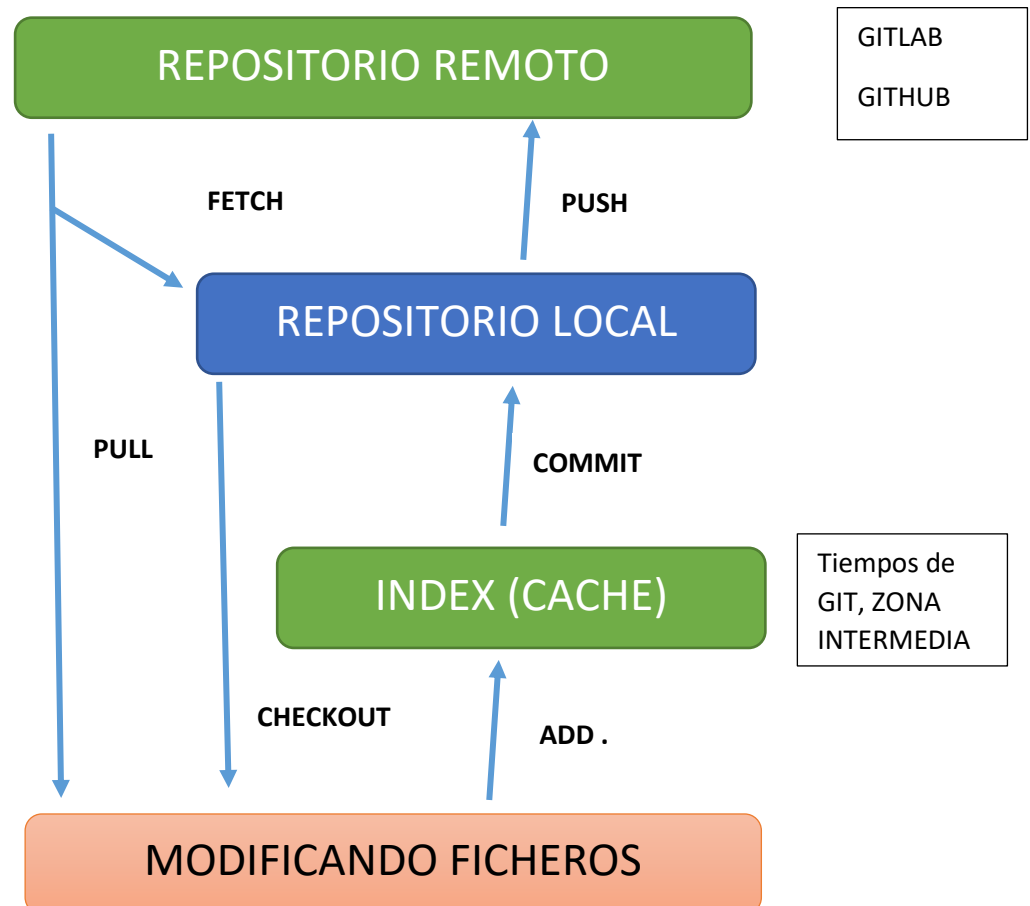 REPOSITORIO REMOTO
GITLAB
GITHUB
FETCH
PUSH
REPOSITORIO LOCAL
PULL
COMMIT
INDEX (CACHE)
Tiempos de
GIT, ZONA
INTERMEDIA
CHECKOUT
ADD .
MODIFICANDO FICHEROS